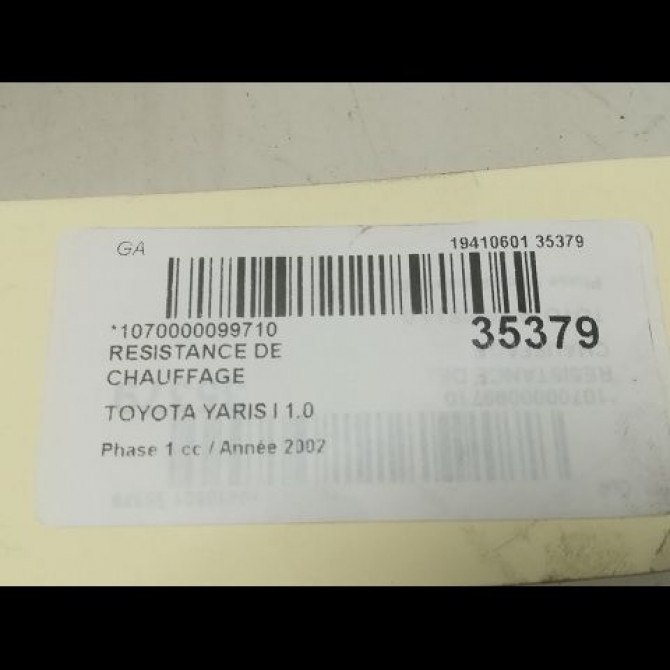 GA
19410601 35379
*1070000099710
35379
RESISTANCE DE
CHAUFFAGE
TOYOTA YARIS I 1.0
Phase 1 cc / Année 2002